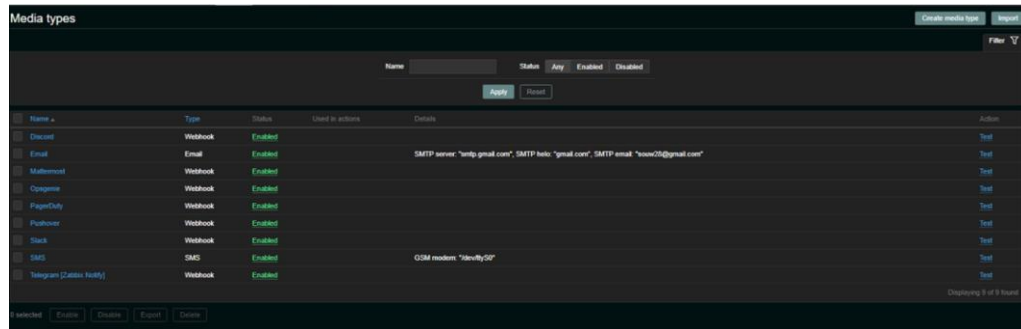 Media types Create media type Import
Filter
Name Status Any Enabled Disabled
Apply Reset
Name Type Status Used in actions Details Action
Discord Webhook Enabled Test
Email Email Enabled SMTP server: "smtp.gmail.com", SMTP helo: "gmail.com", SMTP email: "souw28@gmail.com" Test
Mattermost Webhook Enabled Test
Opsgenie Webhook Enabled Test
PagerDuty Webhook Enabled Test
Pushover Webhook Enabled Test
Slack Webhook Enabled Test
SMS SMS Enabled GSM modem: "/dev/ttyS0" Test
Telegram [Zabbix Notify] Webhook Enabled Test
Displaying 9 of 9 found
0 selected Enable Disable Export Delete